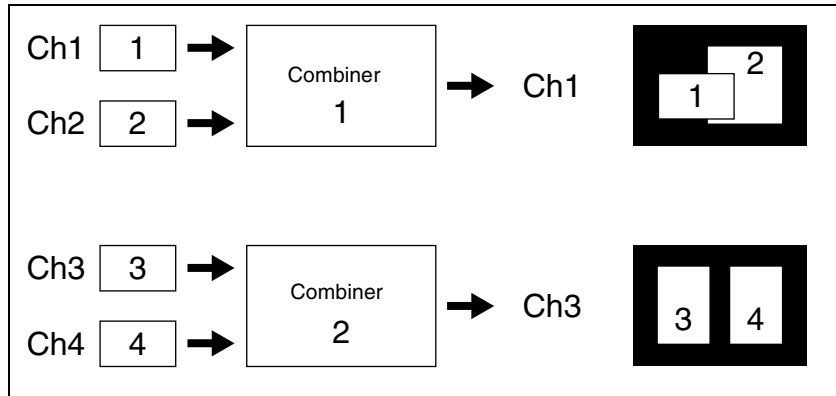 Ch1 1 Combiner 1 Ch1 1 2
Ch2 2
Ch3 3 Combiner 2 Ch3 3 4
Ch4 4